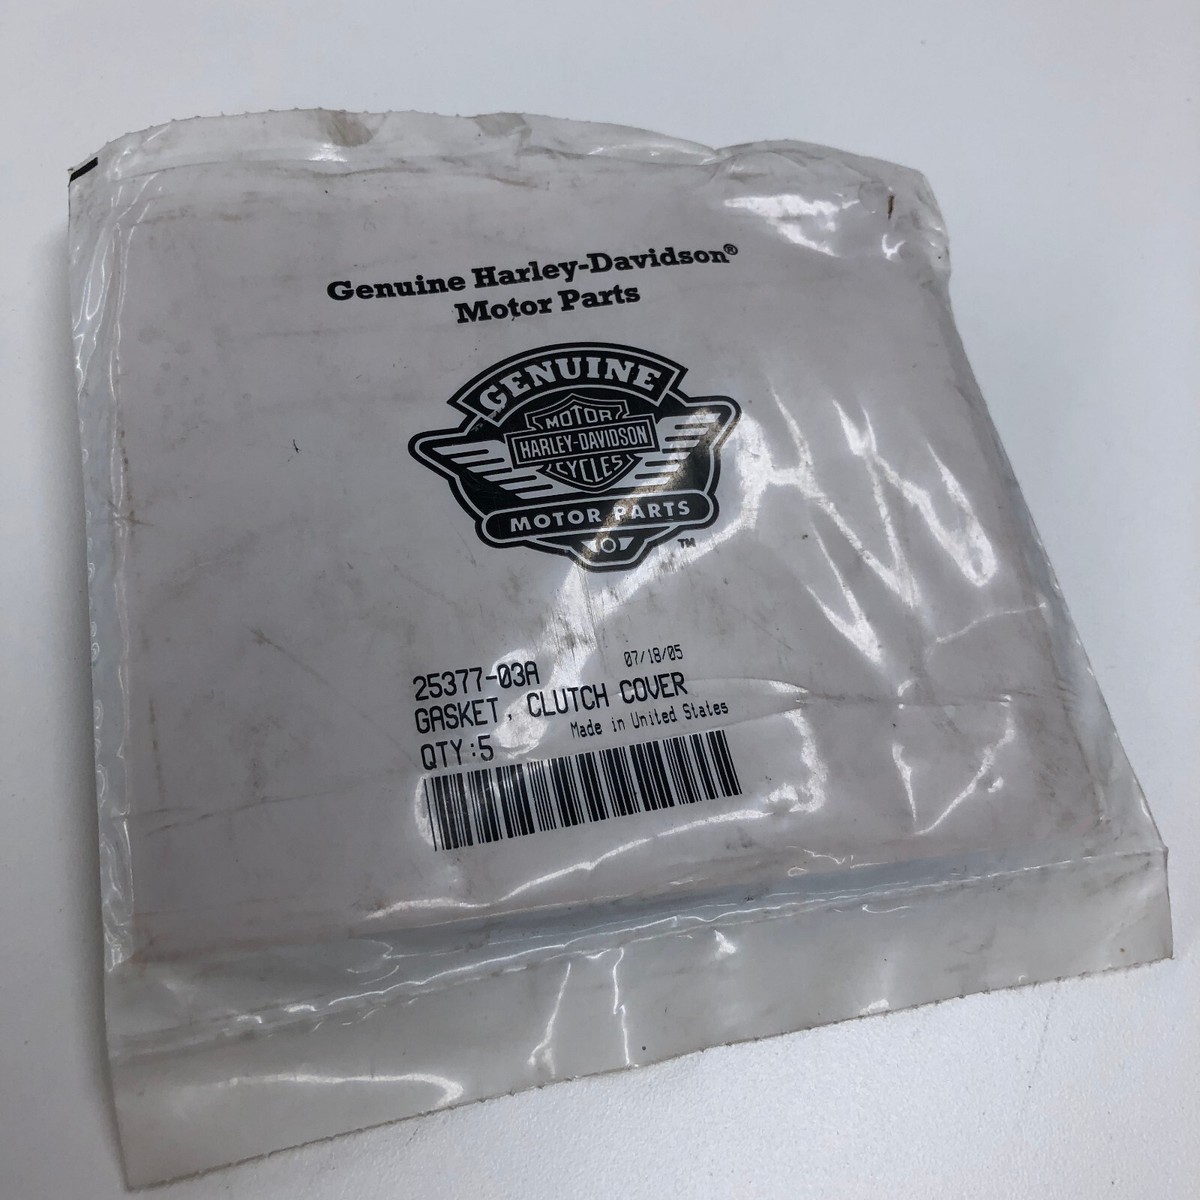 Genuine Harley-Davidson®
Motor Parts
GENUINE
MOTOR
HARLEY-DAVIDSON
CYCLES
MOTOR PARTS
TM
25377-03A 07/18/05
GASKET, CLUTCH COVER
QTY:5 Made in United States